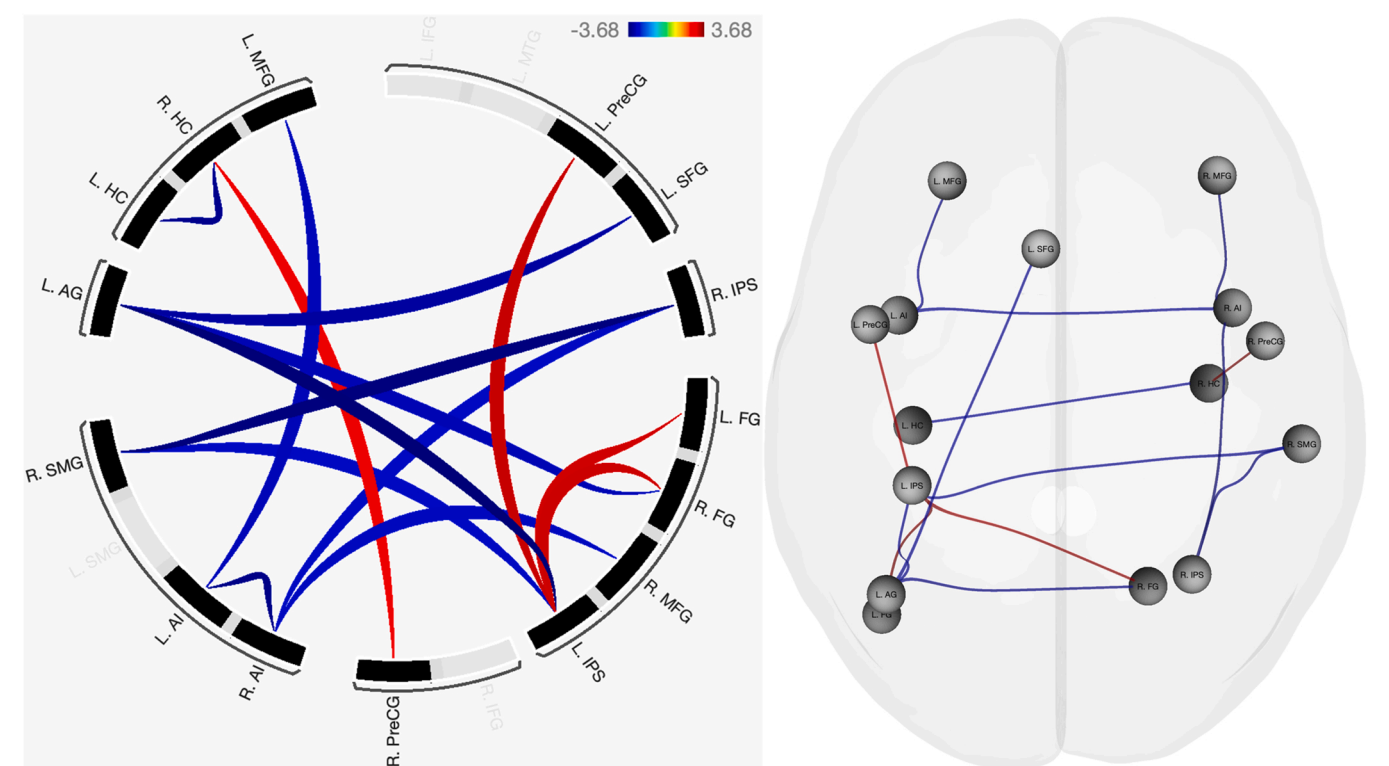 -3.68 3.68
L. IFG
L. MTG
L. PreCG
L. SFG
R. IPS
L. FG
R. FG
R. MFG
L. IPS
R. IFG
R. PreCG
R. AI
L. AI
L. SMG
R. SMG
L. AG
L. HC
R. HC
L. MFG
L. MFG
R. MFG
L. SFG
L. PreCG
L. AI
R. AI
R. PreCG
R. HC
L. HC
R. SMG
L. IPS
R. IPS
R. FG
L. AG
L. FG